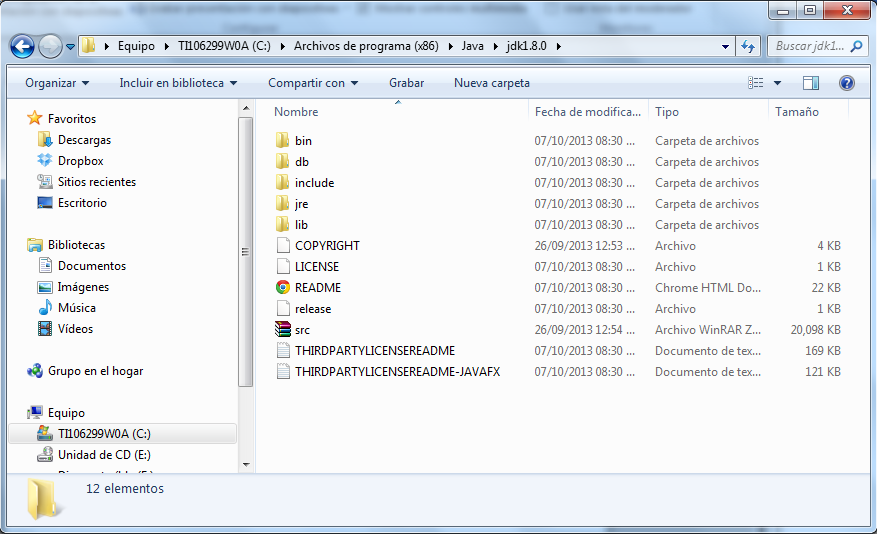 Equipo ▸ TI106299W0A (C:) ▸ Archivos de programa (x86) ▸ Java ▸ jdk1.8.0 ▸ Buscar jdk1...
Organizar Incluir en biblioteca Compartir con Grabar Nueva carpeta
Nombre Fecha de modifica... Tipo Tamaño
Favoritos
Descargas
Dropbox
Sitios recientes
Escritorio
Bibliotecas
Documentos
Imágenes
Música
Vídeos
Grupo en el hogar
Equipo
TI106299W0A (C:)
Unidad de CD (E:)
bin 07/10/2013 08:30 ... Carpeta de archivos
db 07/10/2013 08:30 ... Carpeta de archivos
include 07/10/2013 08:30 ... Carpeta de archivos
jre 07/10/2013 08:30 ... Carpeta de archivos
lib 07/10/2013 08:30 ... Carpeta de archivos
COPYRIGHT 26/09/2013 12:53 ... Archivo 4 KB
LICENSE 07/10/2013 08:30 ... Archivo 1 KB
README 07/10/2013 08:30 ... Chrome HTML Do... 22 KB
release 07/10/2013 08:30 ... Archivo 1 KB
src 26/09/2013 12:54 ... Archivo WinRAR Z... 20,098 KB
THIRDPARTYLICENSEREADME 07/10/2013 08:30 ... Documento de tex... 169 KB
THIRDPARTYLICENSEREADME-JAVAFX 07/10/2013 08:30 ... Documento de tex... 121 KB
12 elementos